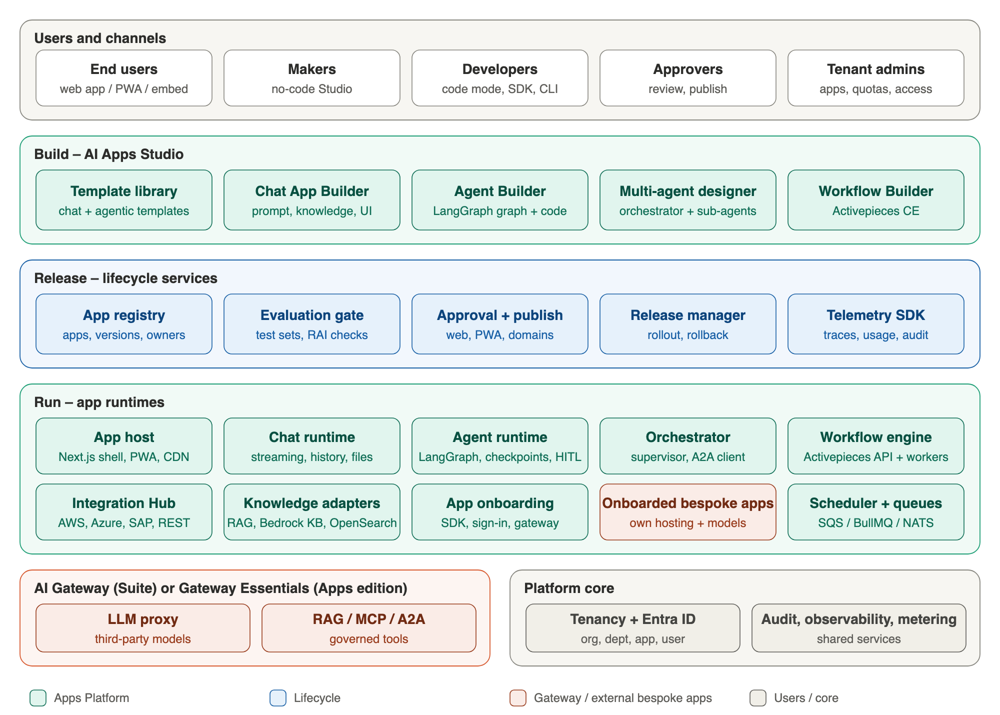 Users and channels
End users
web app / PWA / embed
Makers
no-code Studio
Developers
code mode, SDK, CLI
Approvers
review, publish
Tenant admins
apps, quotas, access
Build – AI Apps Studio
Template library
chat + agentic templates
Chat App Builder
prompt, knowledge, UI
Agent Builder
LangGraph graph + code
Multi-agent designer
orchestrator + sub-agents
Workflow Builder
Activepieces CE
Release – lifecycle services
App registry
apps, versions, owners
Evaluation gate
test sets, RAI checks
Approval + publish
web, PWA, domains
Release manager
rollout, rollback
Telemetry SDK
traces, usage, audit
Run – app runtimes
App host
Next.js shell, PWA, CDN
Chat runtime
streaming, history, files
Agent runtime
LangGraph, checkpoints, HITL
Orchestrator
supervisor, A2A client
Workflow engine
Activepieces API + workers
Integration Hub
AWS, Azure, SAP, REST
Knowledge adapters
RAG, Bedrock KB, OpenSearch
App onboarding
SDK, sign-in, gateway
Onboarded bespoke apps
own hosting + models
Scheduler + queues
SQS / BullMQ / NATS
AI Gateway (Suite) or Gateway Essentials (Apps edition)
LLM proxy
third-party models
RAG / MCP / A2A
governed tools
Platform core
Tenancy + Entra ID
org, dept, app, user
Audit, observability, metering
shared services
Apps Platform
Lifecycle
Gateway / external bespoke apps
Users / core